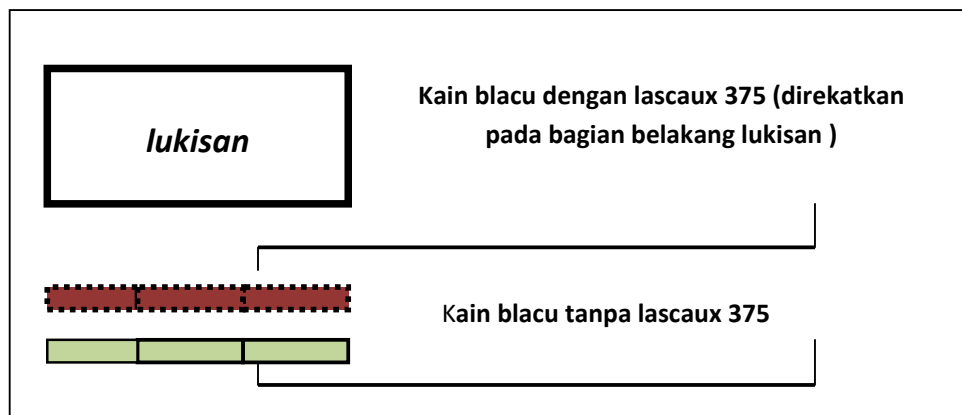 lukisan
Kain blacu dengan lascaux 375 (direkatkan
pada bagian belakang lukisan )
Kain blacu tanpa lascaux 375